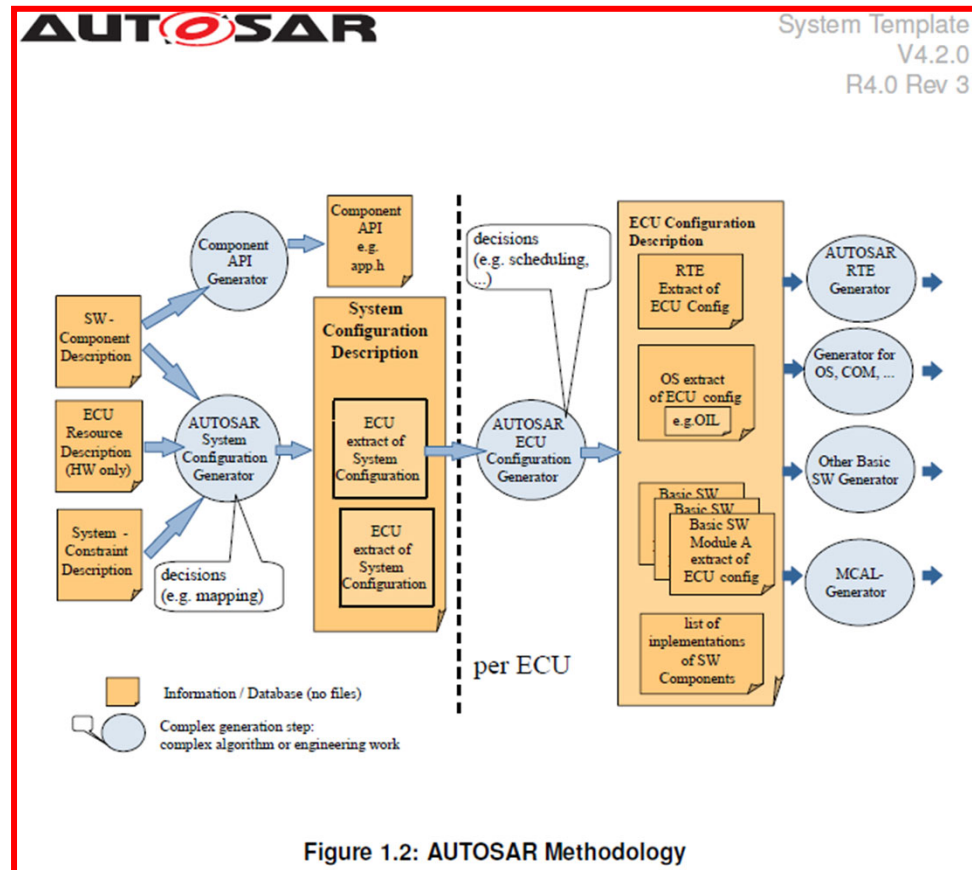 AUTOSAR
System Template
V4.2.0
R4.0 Rev 3
Component
API
Generator
Component
API
e.g.
app.h
SW-
Component
Description
ECU
Resource
Description
(HW only)
System -
Constraint
Description
AUTOSAR
System
Configuration
Generator
decisions
(e.g. mapping)
System
Configuration
Description
ECU
extract of
System
Configuration
ECU
extract of
System
Configuration
decisions
(e.g. scheduling,
...)
AUTOSAR
ECU
Configuration
Generator
per ECU
ECU Configuration
Description
RTE
Extract of
ECU Config
OS extract
of ECU config
e.g.OIL
Basic SW
Basic SW
Basic SW
Module A
extract of
ECU config
list of
inplementations
of SW
Components
AUTOSAR
RTE
Generator
Generator for
OS, COM, ...
Other Basic
SW Generator
MCAL-
Generator
Information / Database (no files)
Complex generation step:
complex algorithm or engineering work
Figure 1.2: AUTOSAR Methodology